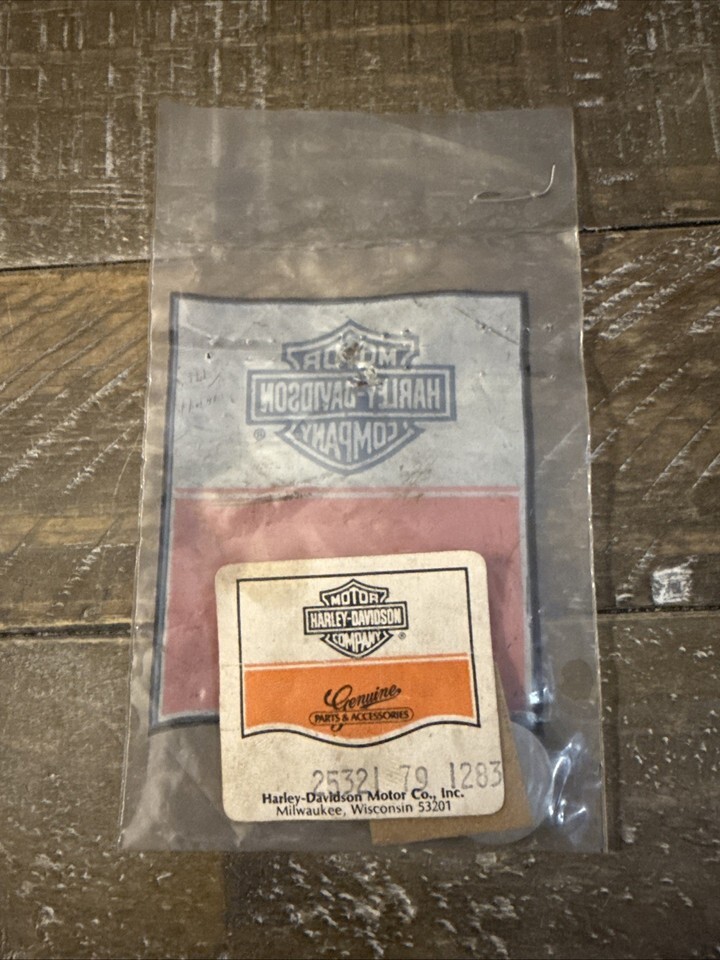 MOTOR
HARLEY-DAVIDSON
®
COMPANY
MOTOR
HARLEY-DAVIDSON
COMPANY ®
Genuine
PARTS & ACCESSORIES
25321 79 1283
Harley-Davidson Motor Co., Inc.
Milwaukee, Wisconsin 53201